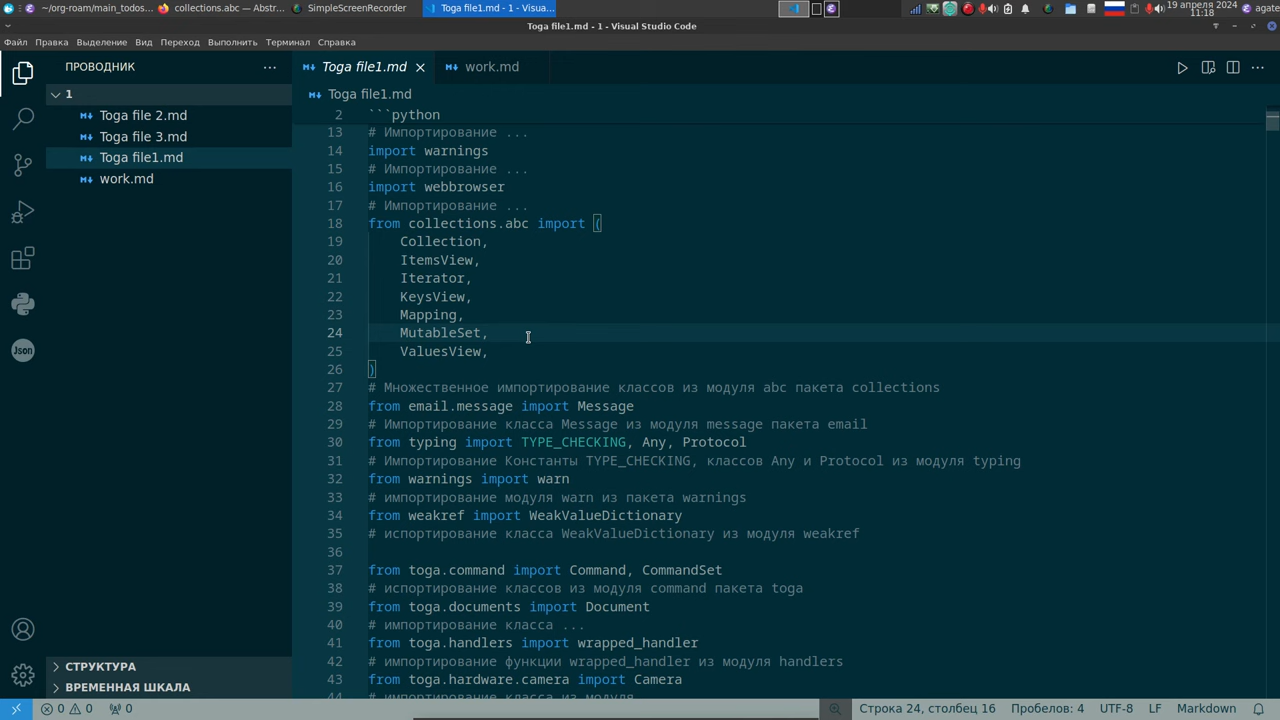 ~/org-roam/main_todos...
collections.abc — Abstr...
SimpleScreenRecorder
Toga file1.md - 1 - Visua...
19 апреля 2024
11:18
agate
Toga file1.md - 1 - Visual Studio Code
Файл Правка Выделение Вид Переход Выполнить Терминал Справка
ПРОВОДНИК
1
Toga file 2.md
Toga file 3.md
Toga file1.md
work.md
Json
СТРУКТУРА
ВРЕМЕННАЯ ШКАЛА
Toga file1.md work.md
Toga file1.md
2 ```python
13 # Импортирование ...
14 import warnings
15 # Импортирование ...
16 import webbrowser
17 # Импортирование ...
18 from collections.abc import (
19 Collection,
20 ItemsView,
21 Iterator,
22 KeysView,
23 Mapping,
24 MutableSet,
25 ValuesView,
26 )
27 # Множественное импортирование классов из модуля abc пакета collections
28 from email.message import Message
29 # Импортирование класса Message из модуля message пакета email
30 from typing import TYPE_CHECKING, Any, Protocol
31 # Импортирование Константы TYPE_CHECKING, классов Any и Protocol из модуля typing
32 from warnings import warn
33 # импортирование модуля warn из пакета warnings
34 from weakref import WeakValueDictionary
35 # испортирование класса WeakValueDictionary из модуля weakref
36
37 from toga.command import Command, CommandSet
38 # испортирование классов из модуля command пакета toga
39 from toga.documents import Document
40 # импортирование класса ...
41 from toga.handlers import wrapped_handler
42 # импортирование функции wrapped_handler из модуля handlers
43 from toga.hardware.camera import Camera
44 # импортирование класса из модуля
0 0 0 Строка 24, столбец 16 Пробелов: 4 UTF-8 LF Markdown